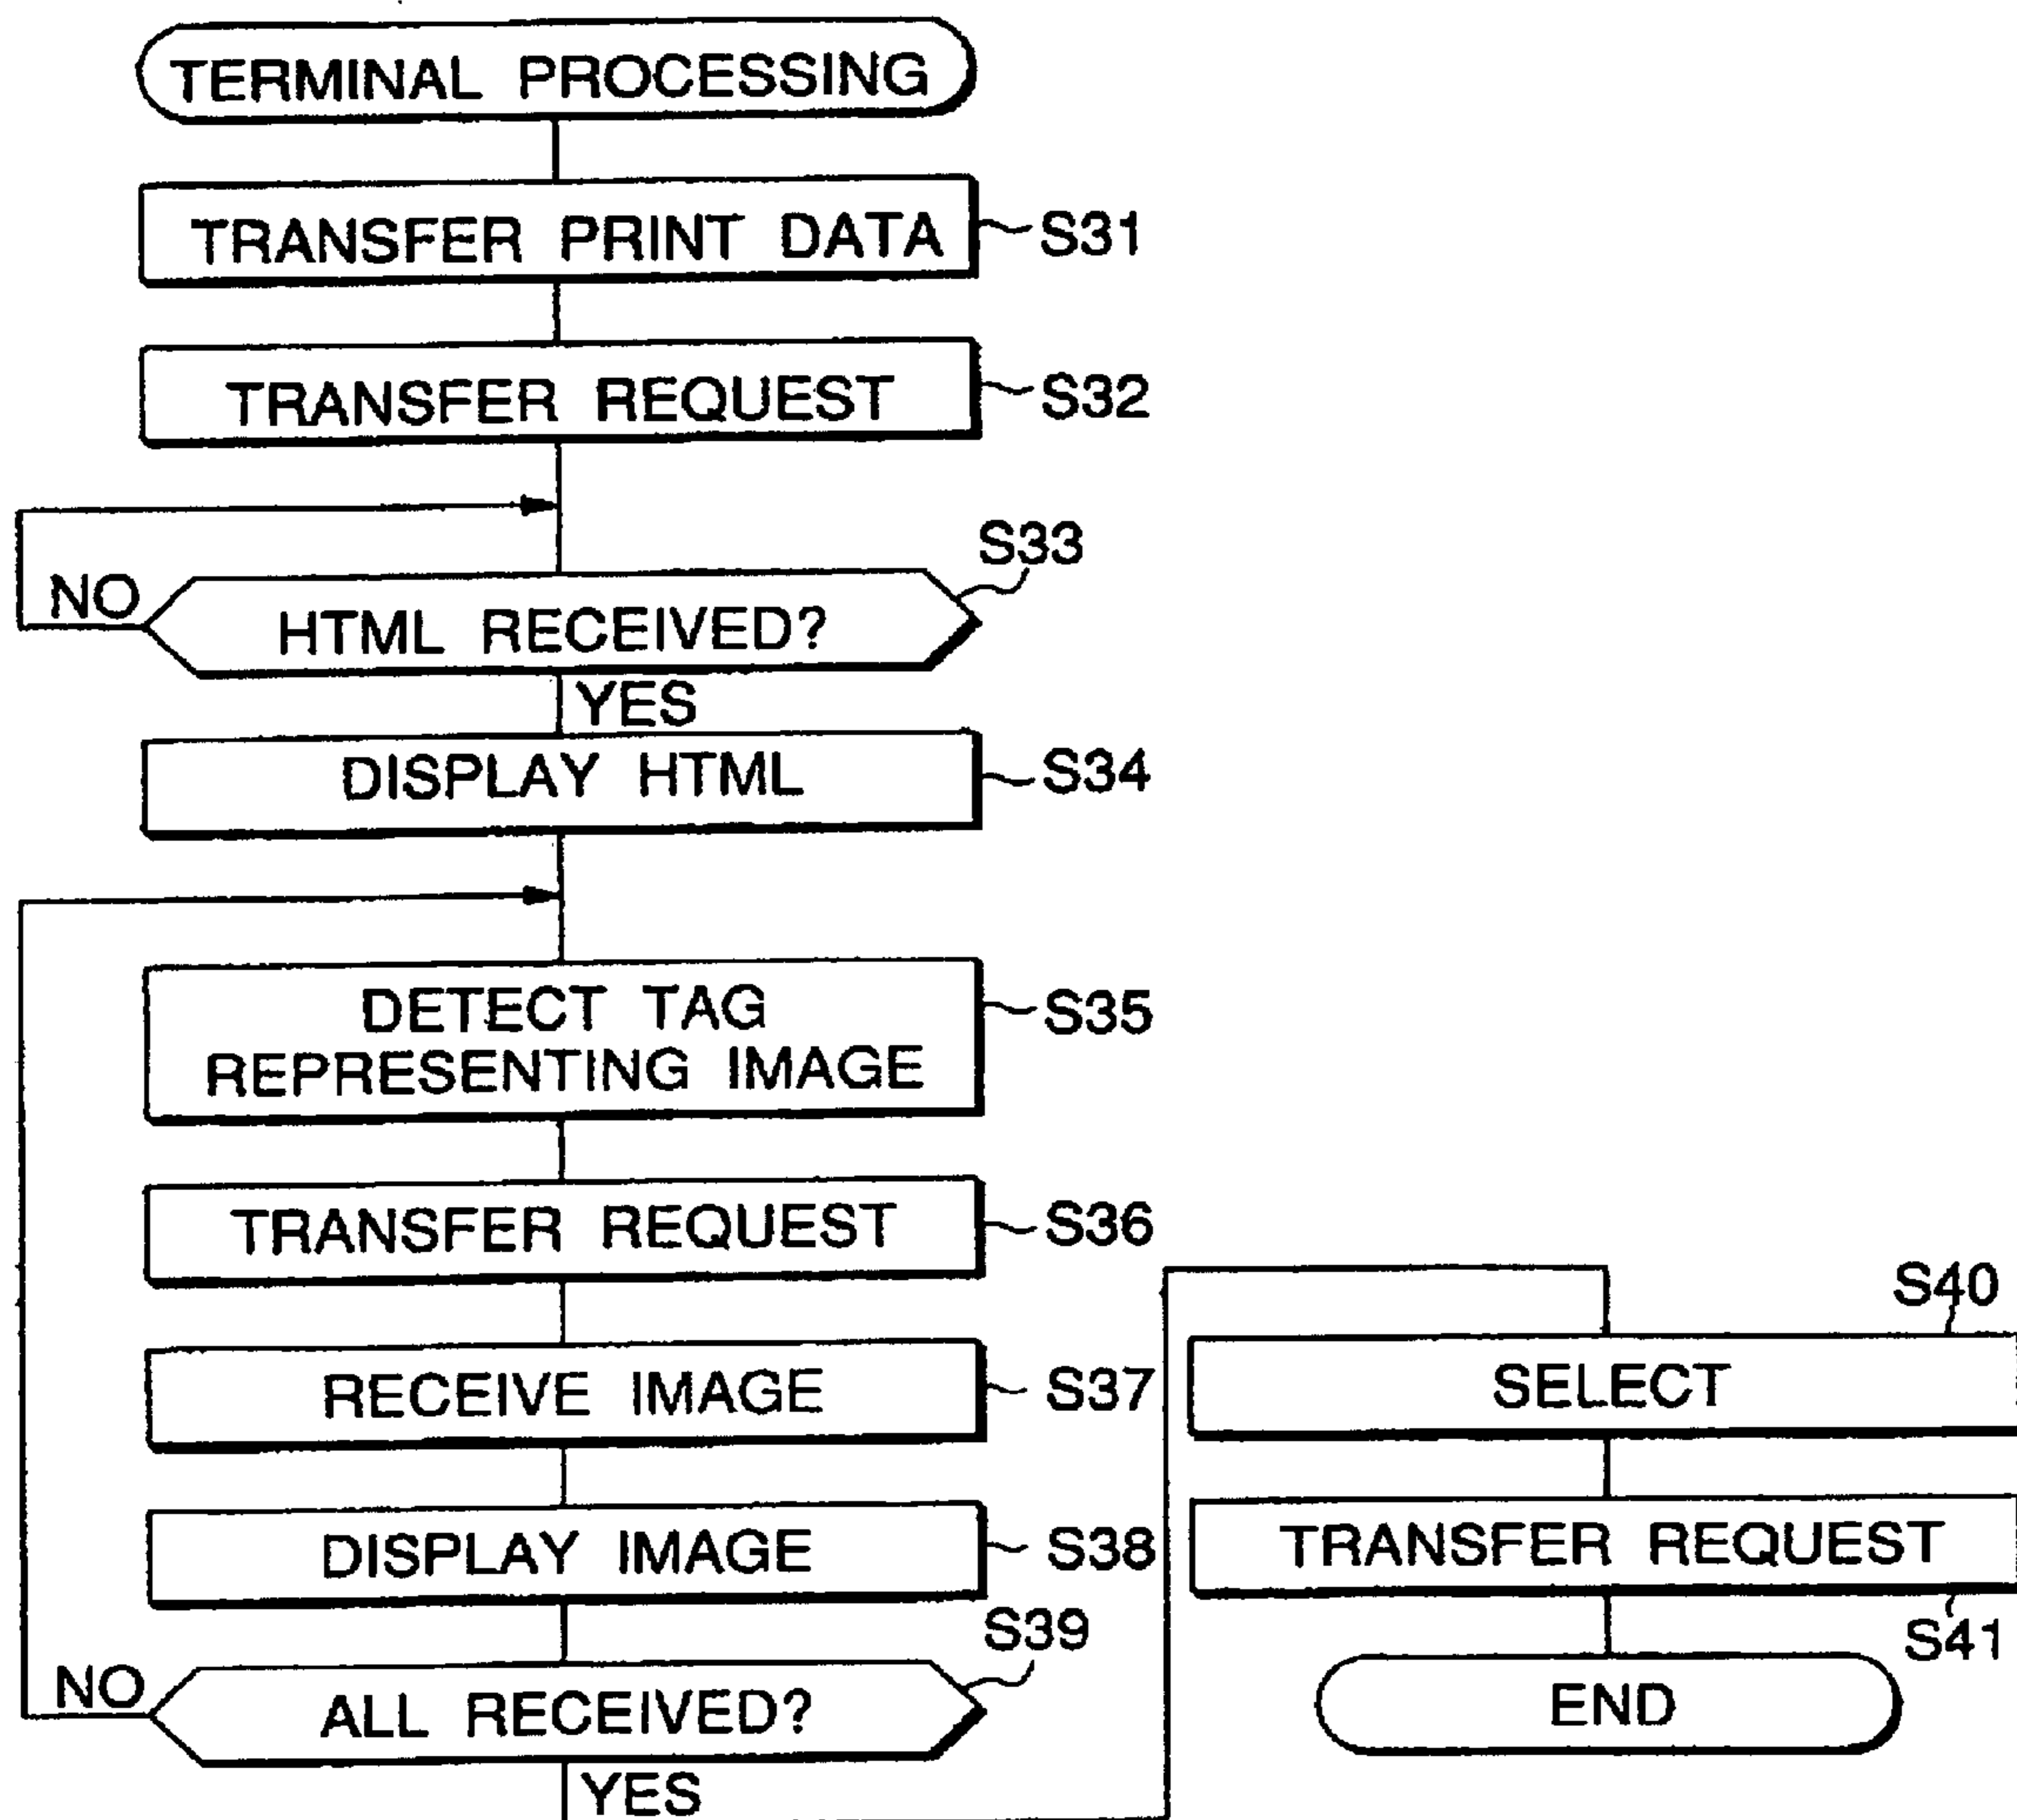 TERMINAL PROCESSING
TRANSFER PRINT DATA
S31
TRANSFER REQUEST
S32
S33
NO
HTML RECEIVED?
YES
DISPLAY HTML
S34
DETECT TAG
REPRESENTING IMAGE
S35
TRANSFER REQUEST
S36
RECEIVE IMAGE
S37
DISPLAY IMAGE
S38
S39
NO
ALL RECEIVED?
YES
S40
SELECT
TRANSFER REQUEST
S41
END